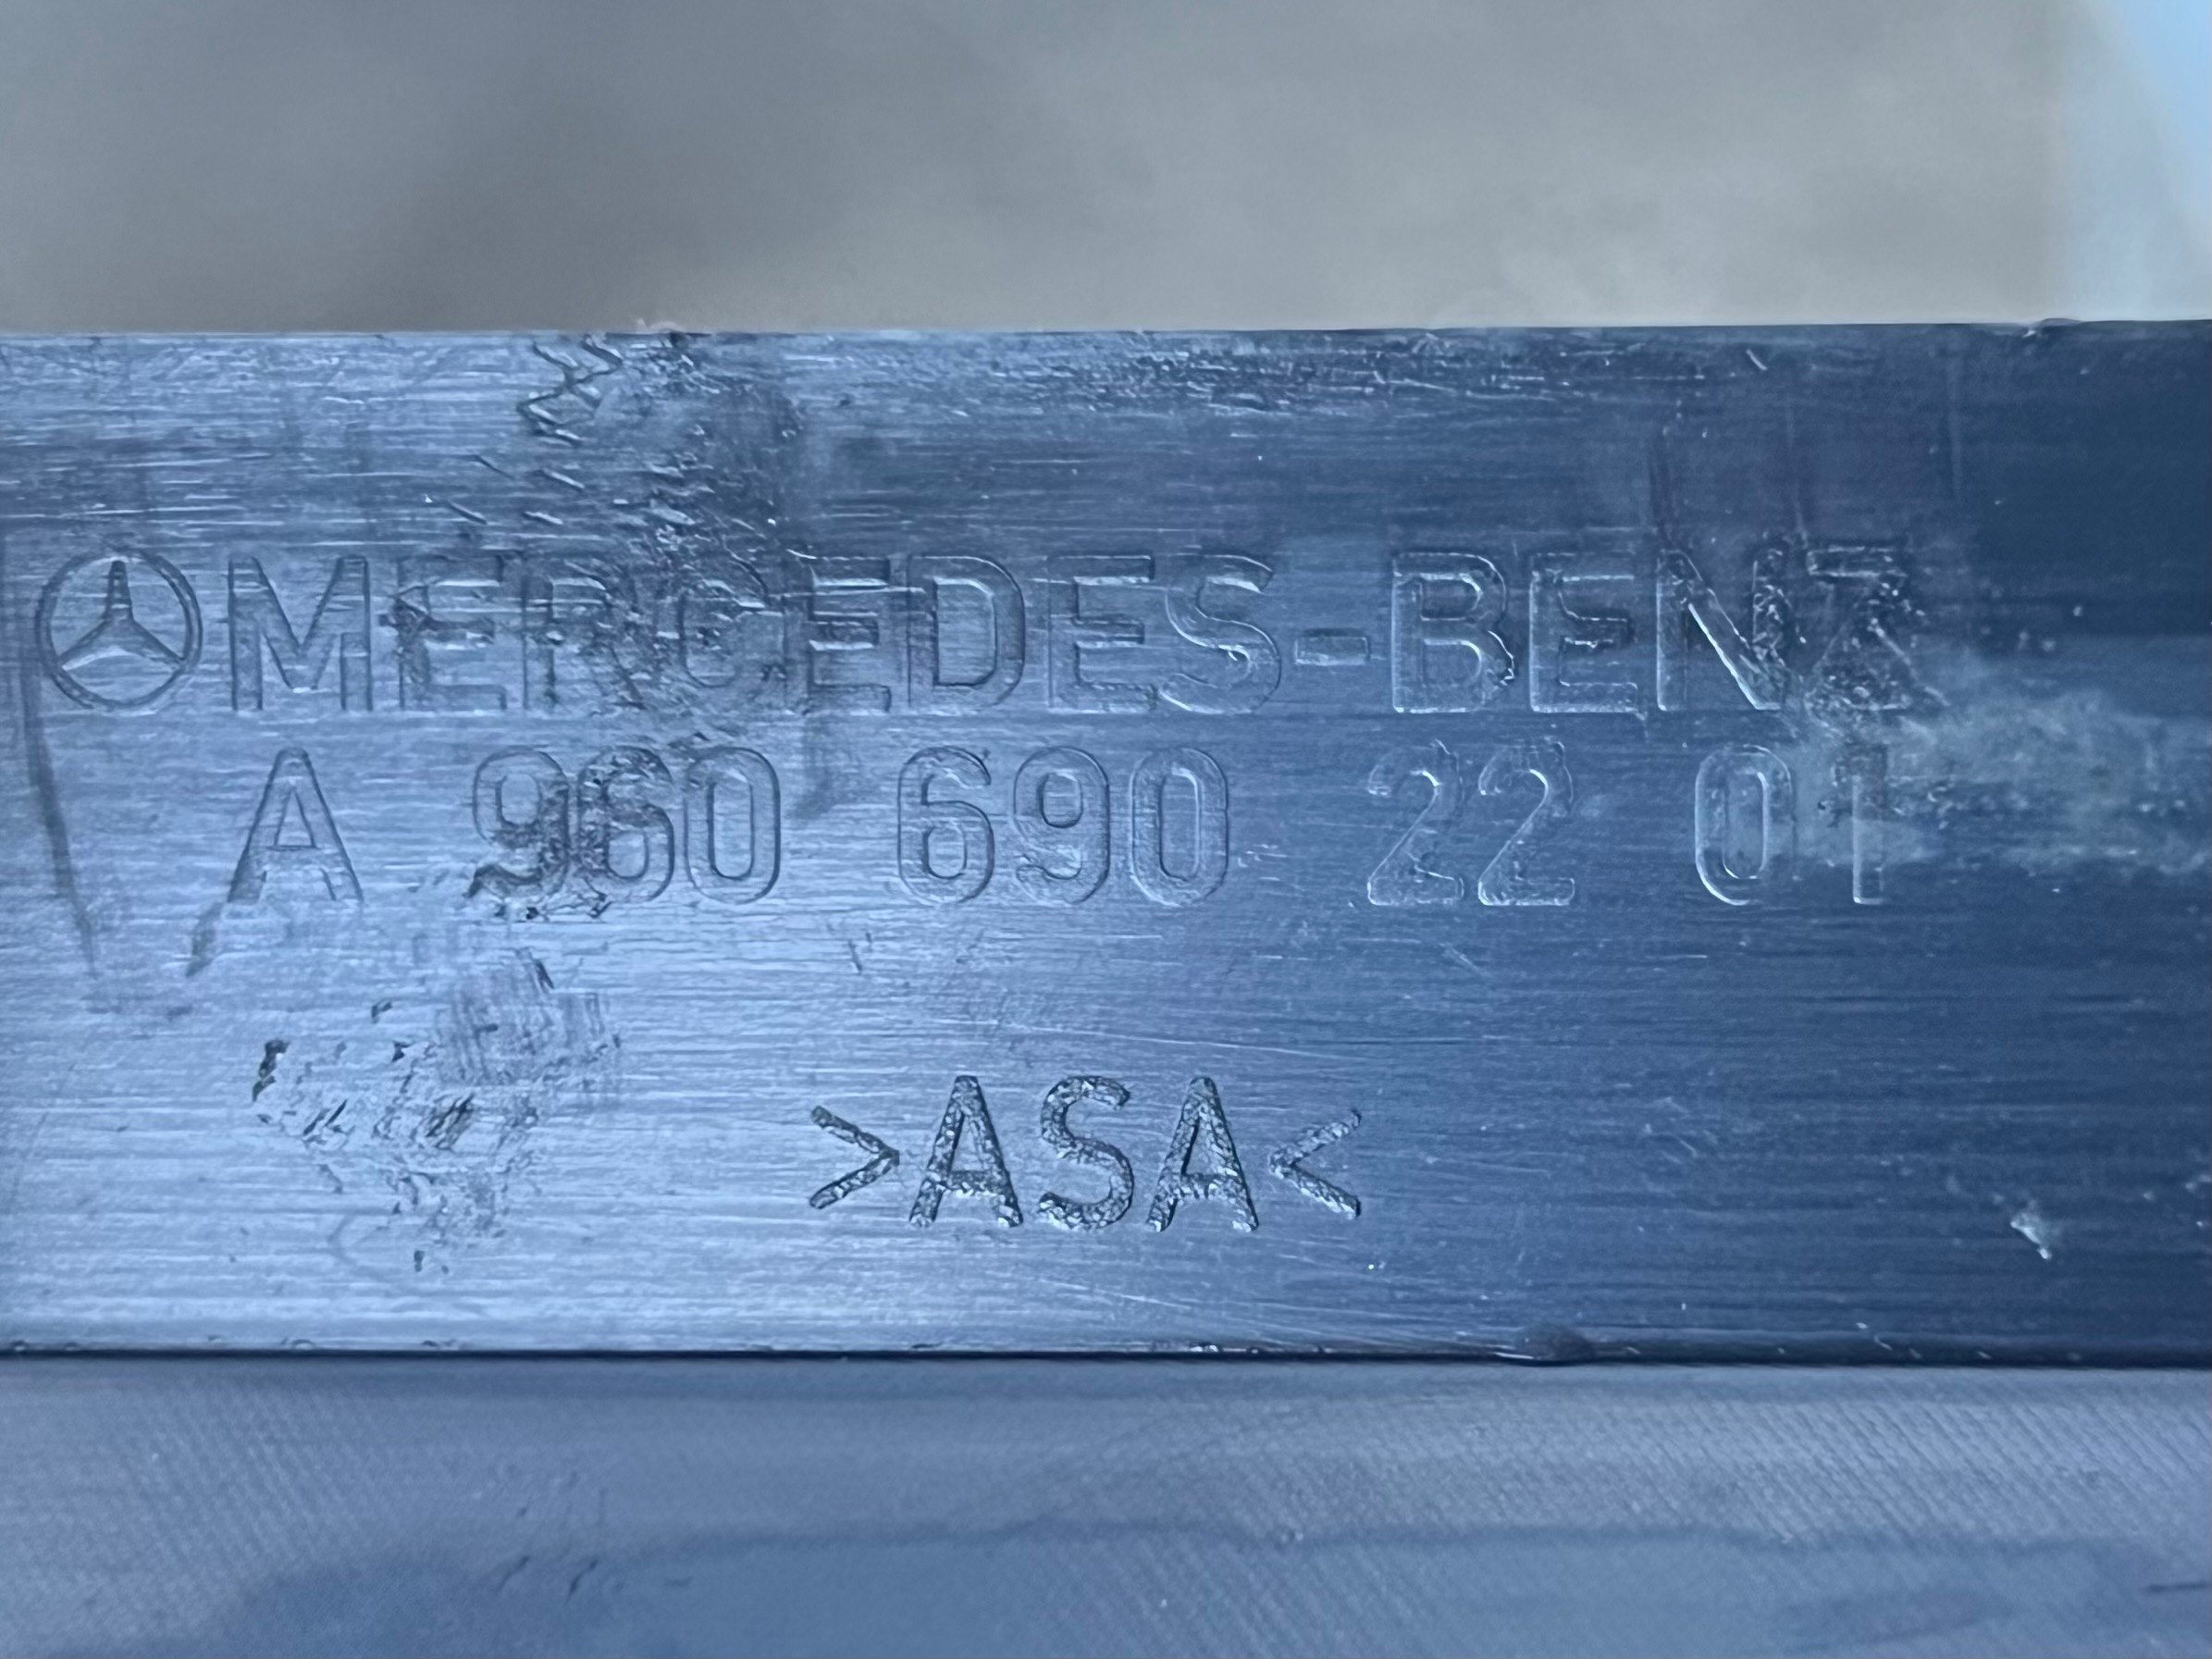 MERCEDES-BENZ
A 960 690 22 01
>ASA<